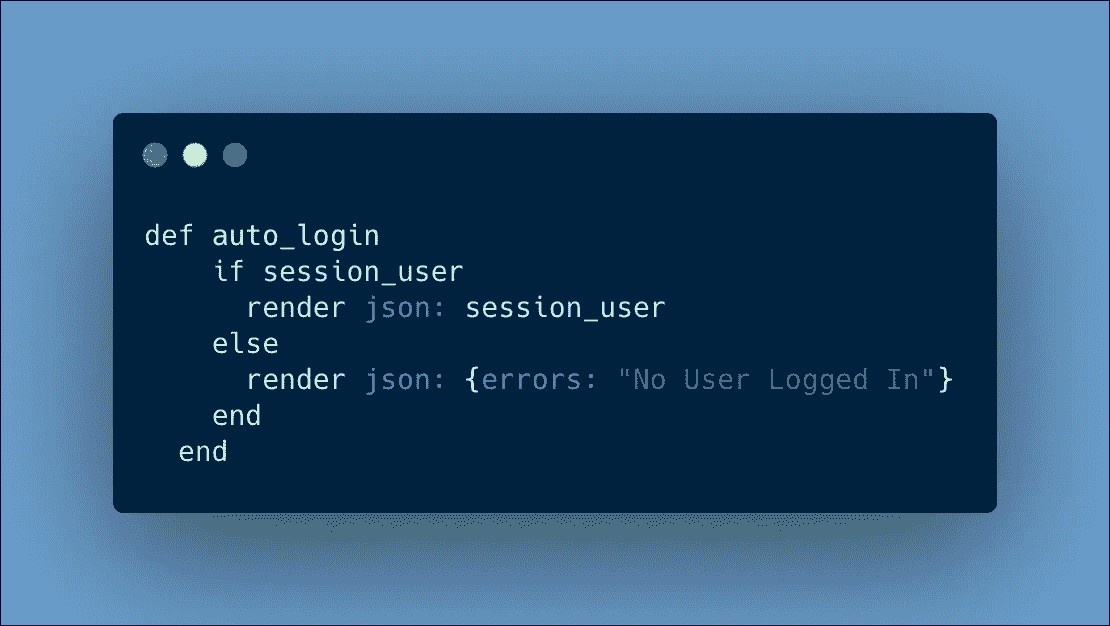 def auto_login
    if session_user
      render json: session_user
    else
      render json: {errors: "No User Logged In"}
    end
  end